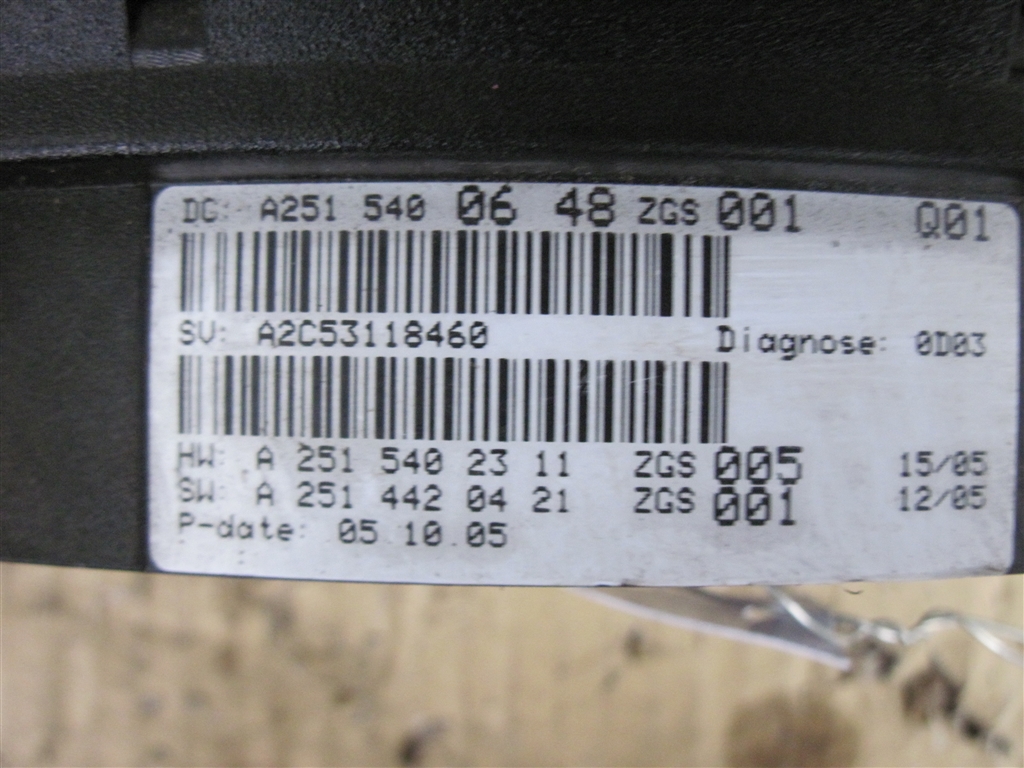 DG: A251 540 06 48 ZGS 001 Q01
SV: A2C53118460 Diagnose: 0D03
HW: A 251 540 23 11 ZGS 005 15/05
SW: A 251 442 04 21 ZGS 001 12/05
P-date: 05.10.05